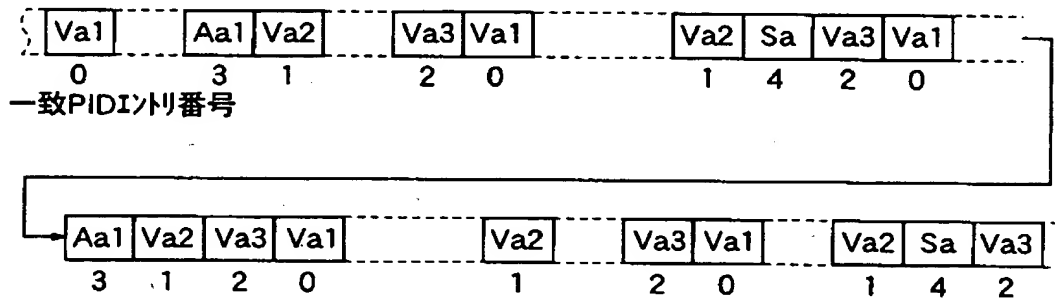 Va1 Aa1 Va2 Va3 Va1 Va2 Sa Va3 Va1
0 3 1 2 0 1 4 2 0
一致PIDエントリ番号
Aa1 Va2 Va3 Va1 Va2 Va3 Va1 Va2 Sa Va3
3 1 2 0 1 2 0 1 4 2